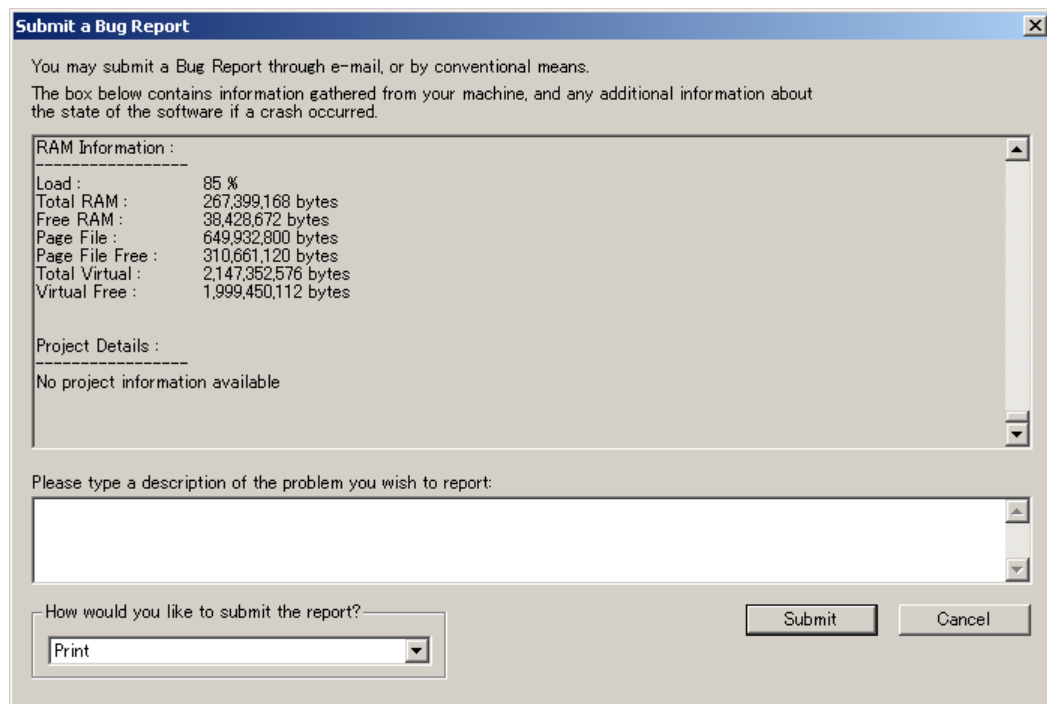 Submit a Bug Report
You may submit a Bug Report through e-mail, or by conventional means.
The box below contains information gathered from your machine, and any additional information about
the state of the software if a crash occurred.
RAM Information :
-----------------
Load : 85 %
Total RAM : 267,399,168 bytes
Free RAM : 38,428,672 bytes
Page File : 649,932,800 bytes
Page File Free : 310,661,120 bytes
Total Virtual : 2,147,352,576 bytes
Virtual Free : 1,999,450,112 bytes
Project Details :
-----------------
No project information available
Please type a description of the problem you wish to report:
How would you like to submit the report?
Print
Submit
Cancel